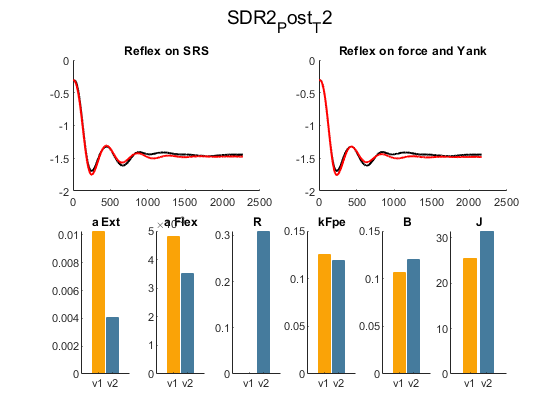 SDR2Post T2
Reflex on SRS
Reflex on force and Yank
0
-0.5
-1
-1.5
-2
0 500 1000 1500 2000 2500
0
-0.5
-1
-1.5
-2
0 500 1000 1500 2000 2500
a Ext
a Flex
R
kFpe
B
J
0.01
0.008
0.006
0.004
0.002
0
v1 v2
5
4
3
2
1
0
v1 v2
0.3
0.2
0.1
v1 v2
0.15
0.1
0.05
0
v1 v2
0.15
0.1
0.05
0
v1 v2
30
20
10
0
v1 v2